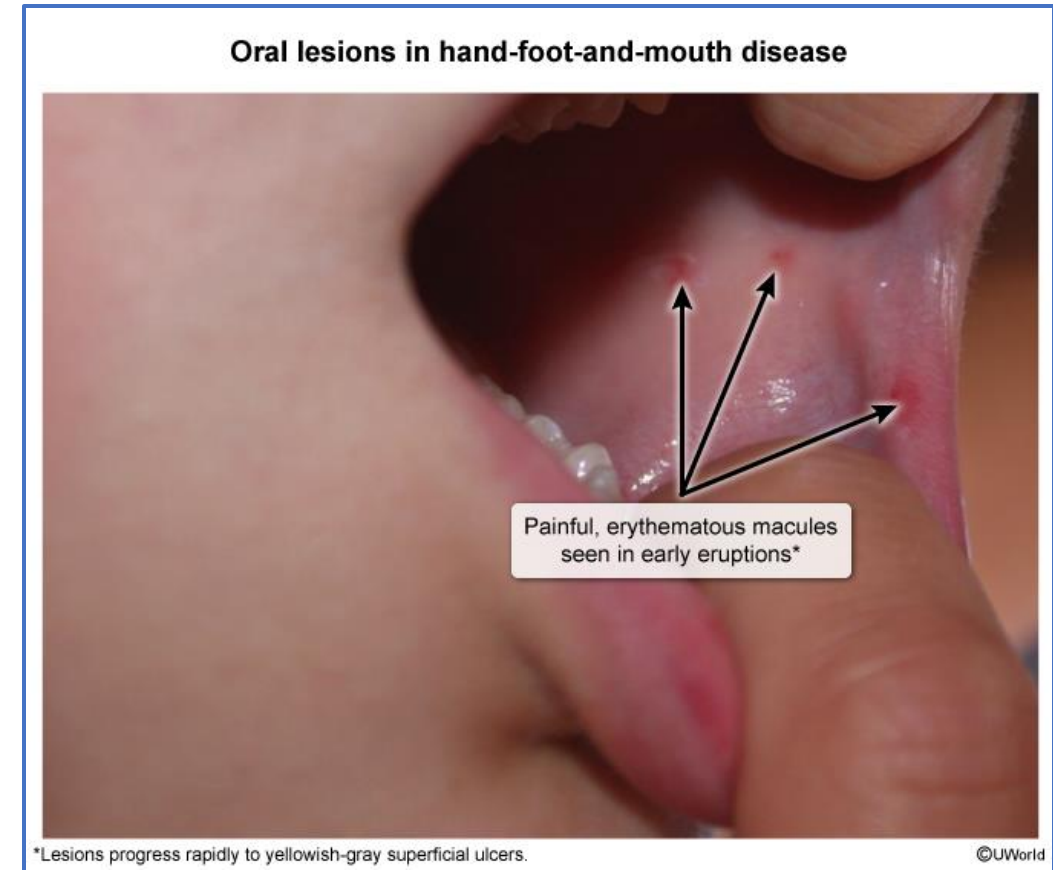 Oral lesions in hand-foot-and-mouth disease
Painful, erythematous macules
seen in early eruptions*
*Lesions progress rapidly to yellowish-gray superficial ulcers.
©UWorld